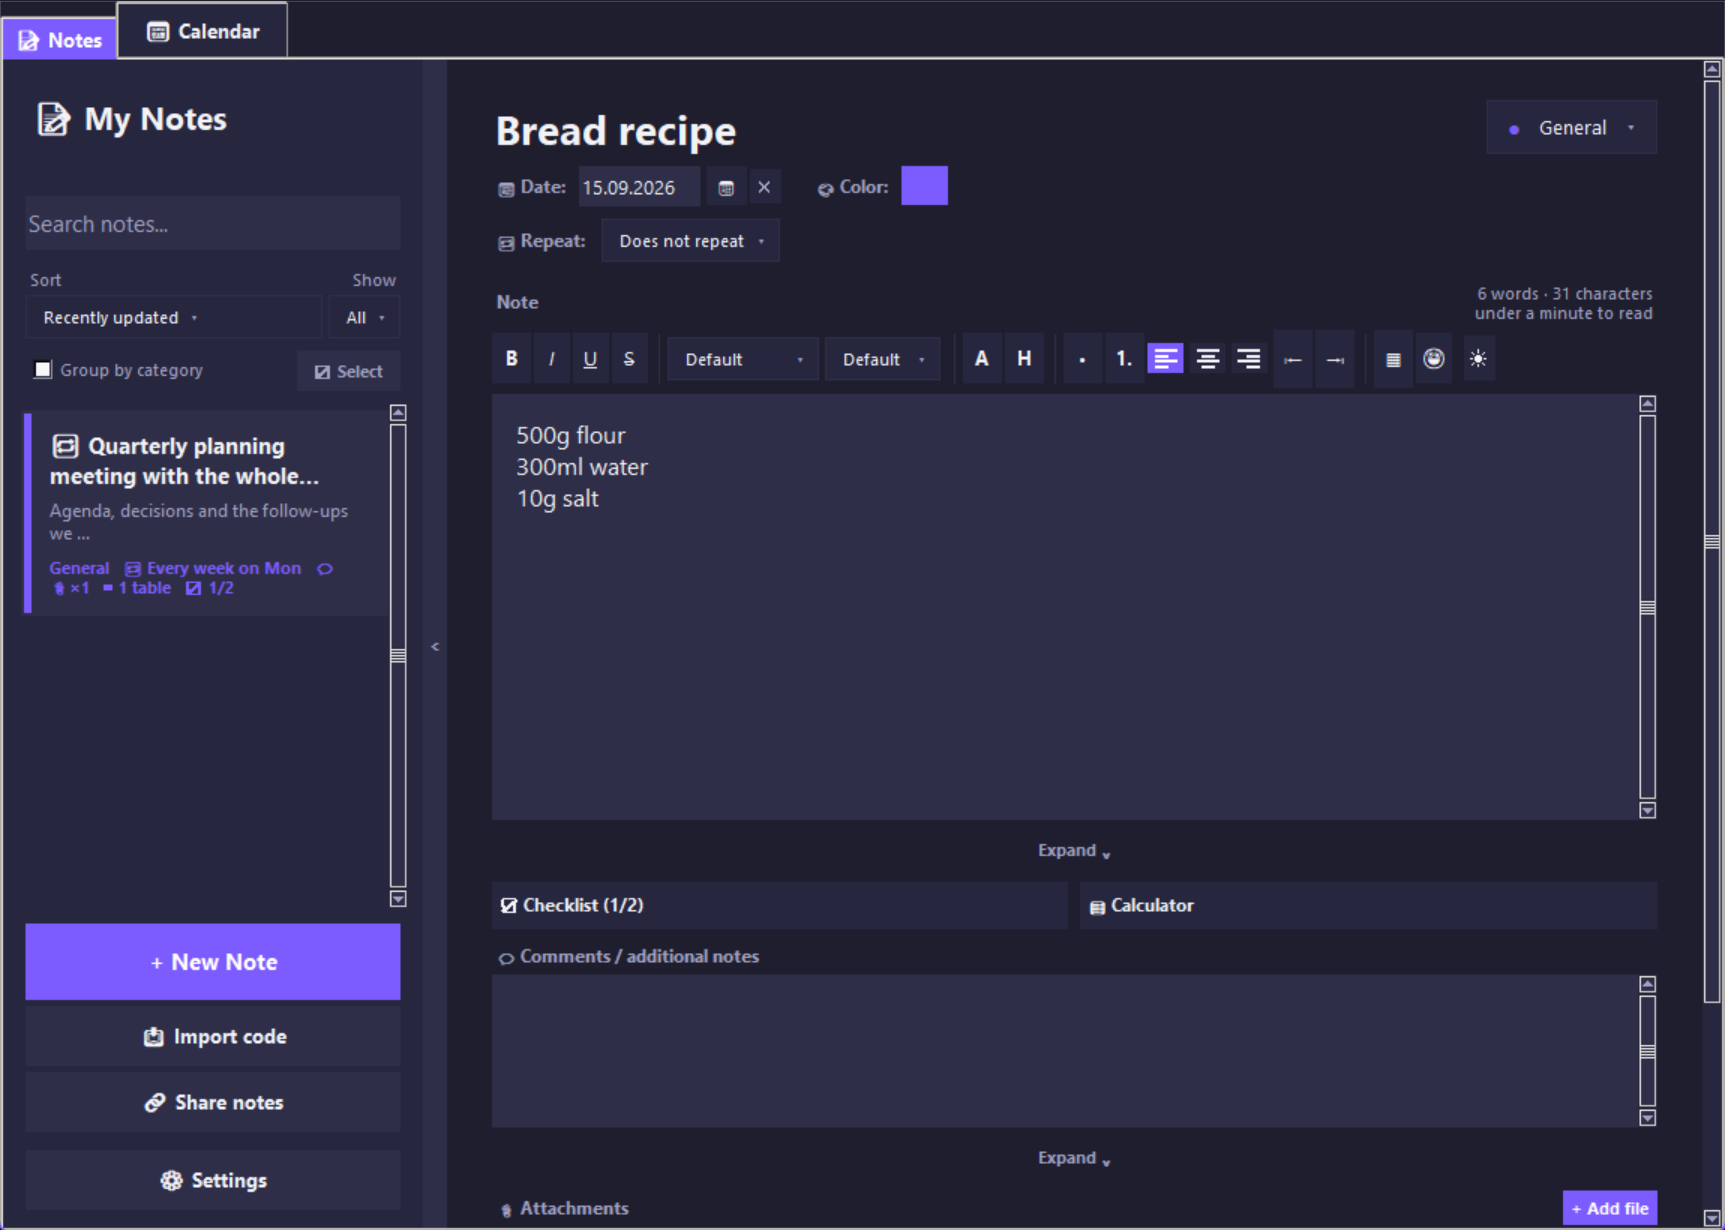 Notes
Calendar
My Notes
Search notes...
Sort
Show
Recently updated
All
Group by category
Select
Quarterly planning
meeting with the whole...
Agenda, decisions and the follow-ups
we ...
General Every week on Mon
×1 1 table 1/2
+ New Note
Import code
Share notes
Settings
<
Bread recipe
General
Date: 15.09.2026
Color:
Repeat: Does not repeat
Note
6 words · 31 characters
under a minute to read
B I U S Default Default A H • 1.
500g flour
300ml water
10g salt
Expand
Checklist (1/2)
Calculator
Comments / additional notes
Expand
Attachments
+ Add file